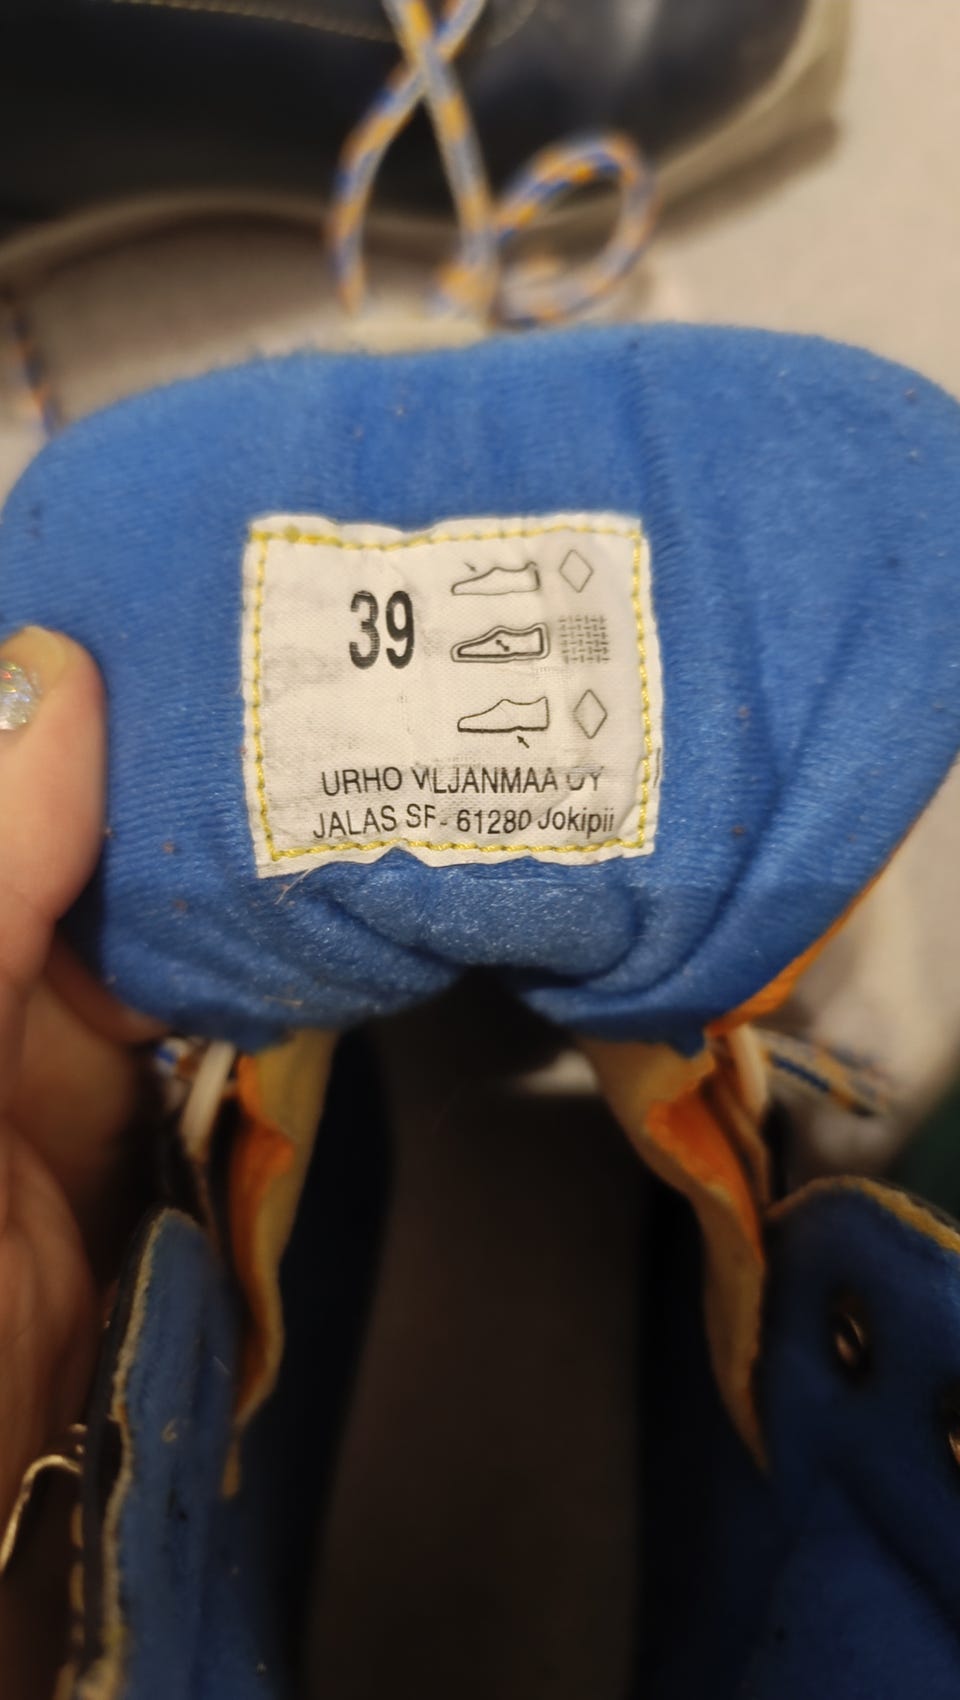 39
URHO VILJANMAA OY
JALAS SF- 61280 Jokipii